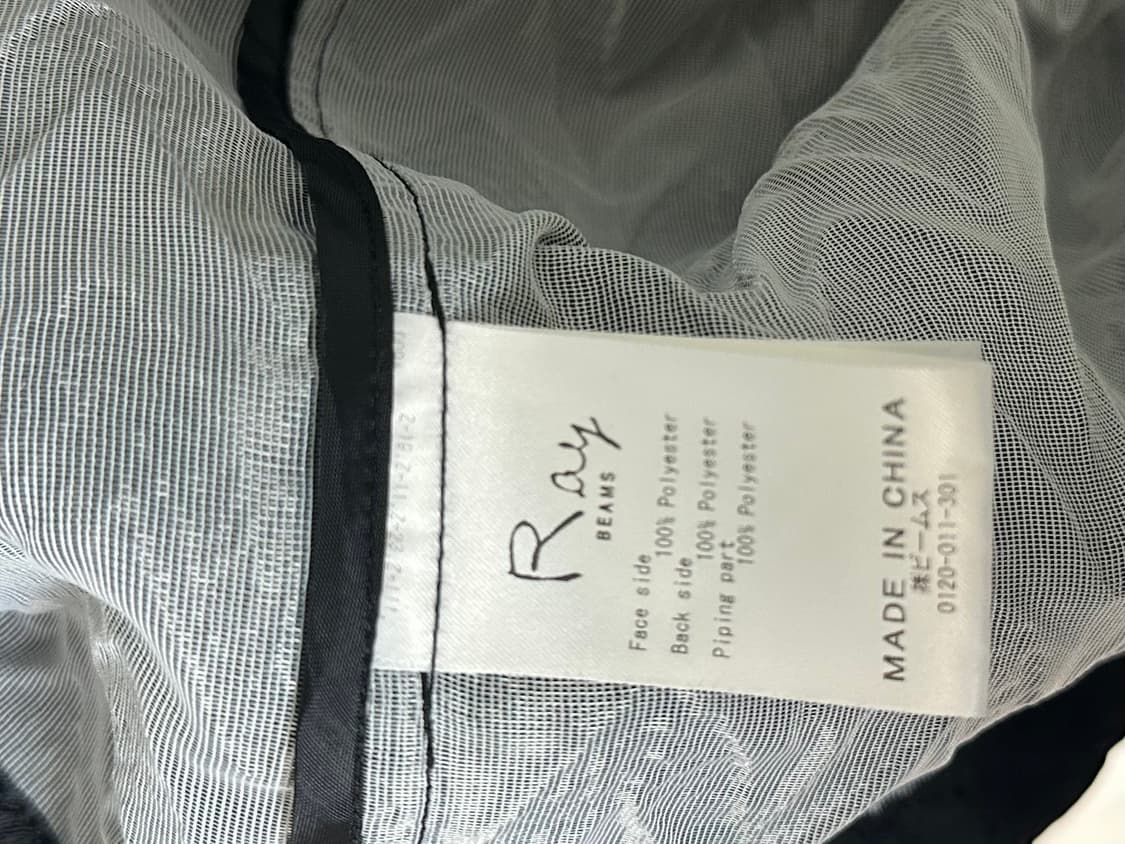 Ray
BEAMS
Face side
100% Polyester
Back side
100% Polyester
Piping part
100% Polyester
MADE IN CHINA
㈱ビームス
0120-011-301